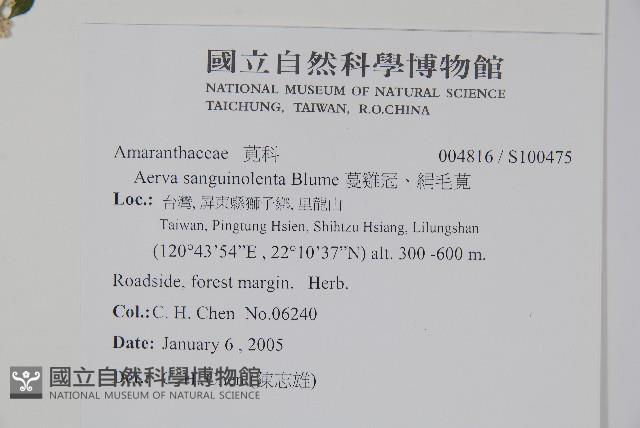 國立自然科學博物館
NATIONAL MUSEUM OF NATURAL SCIENCE
TAICHUNG, TAIWAN, R.O.CHINA
Amaranthaceae 莧科 004816 / S100475
Aerva sanguinolenta Blume 蔓雞冠、絹毛莧
Loc.: 台灣, 屏東縣獅子鄉, 里龍山
Taiwan, Pingtung Hsien, Shihtzu Hsiang, Lilungshan
(120°43’54”E , 22°10’37”N) alt. 300 -600 m.
Roadside, forest margin. Herb.
Col.: C. H. Chen No.06240
Date: January 6 , 2005
陳志雄)
國立自然科學博物館
NATIONAL MUSEUM OF NATURAL SCIENCE